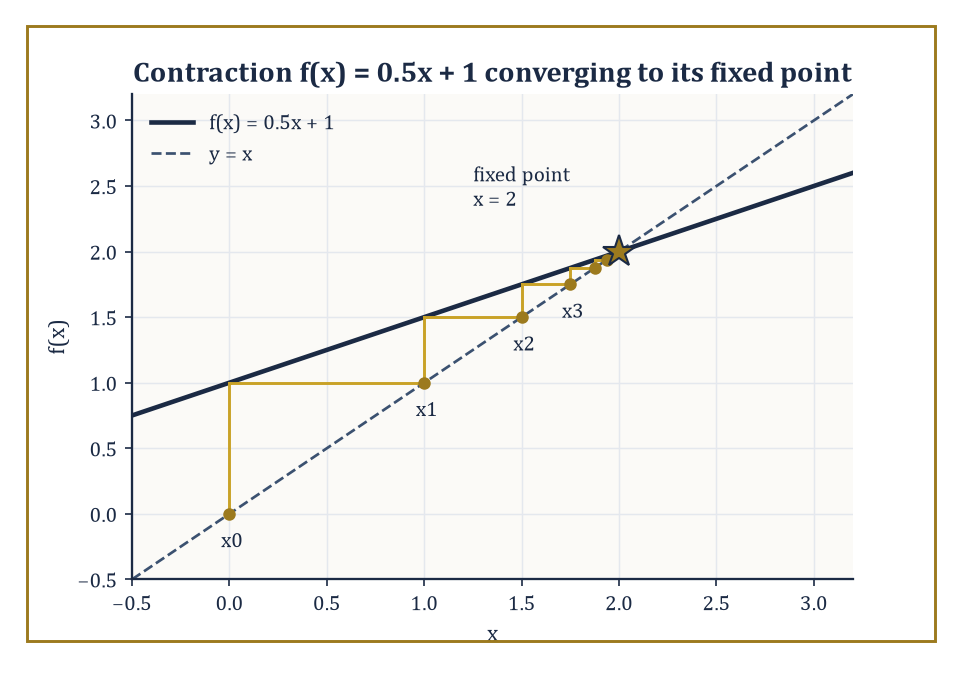 Contraction f(x) = 0.5x + 1 converging to its fixed point
f(x) = 0.5x + 1
y = x
fixed point
x = 2
3.0
2.5
2.0
1.5
1.0
0.5
0.0
−0.5
f(x)
x0
x1
x2
x3
−0.5 0.0 0.5 1.0 1.5 2.0 2.5 3.0
x